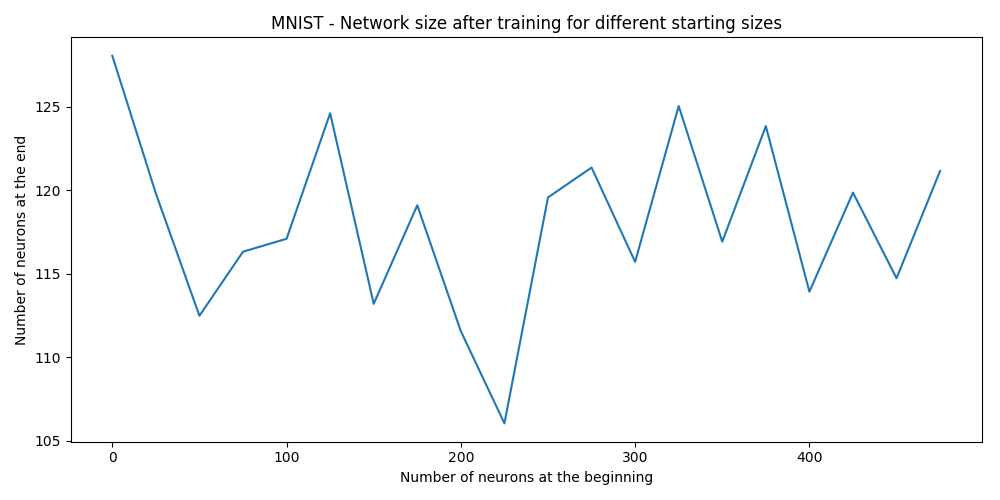 MNIST - Network size after training for different starting sizes
Number of neurons at the end
125
120
115
110
105
0 100 200 300 400
Number of neurons at the beginning